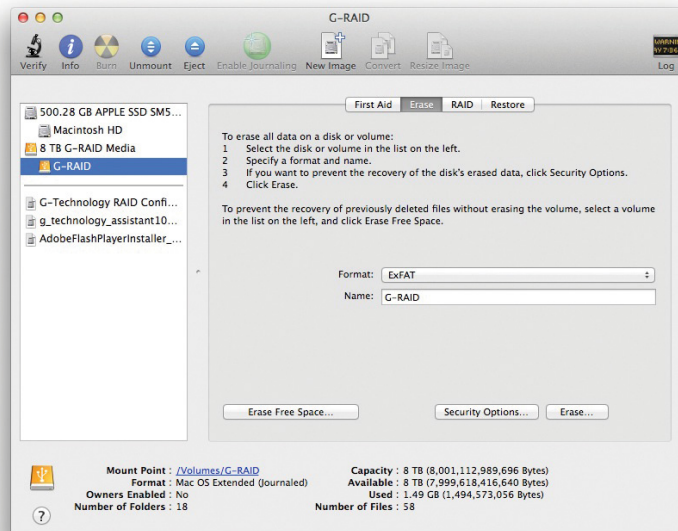 G-RAID
Verify Info Burn Unmount Eject Enable Journaling New Image Convert Resize Image Log
500.28 GB APPLE SSD SM5...
Macintosh HD
8 TB G-RAID Media
G-RAID
G-Technology RAID Confi...
g_technology_assistant10...
AdobeFlashPlayerInstaller_...
First Aid Erase RAID Restore
To erase all data on a disk or volume:
1 Select the disk or volume in the list on the left.
2 Specify a format and name.
3 If you want to prevent the recovery of the disk's erased data, click Security Options.
4 Click Erase.
To prevent the recovery of previously deleted files without erasing the volume, select a volume
in the list on the left, and click Erase Free Space.
Format: ExFAT
Name: G-RAID
Erase Free Space... Security Options... Erase...
Mount Point : /Volumes/G-RAID
Format : Mac OS Extended (Journaled)
Owners Enabled : No
Number of Folders : 18
Capacity : 8 TB (8,001,112,989,696 Bytes)
Available : 8 TB (7,999,618,416,640 Bytes)
Used : 1.49 GB (1,494,573,056 Bytes)
Number of Files : 58
?